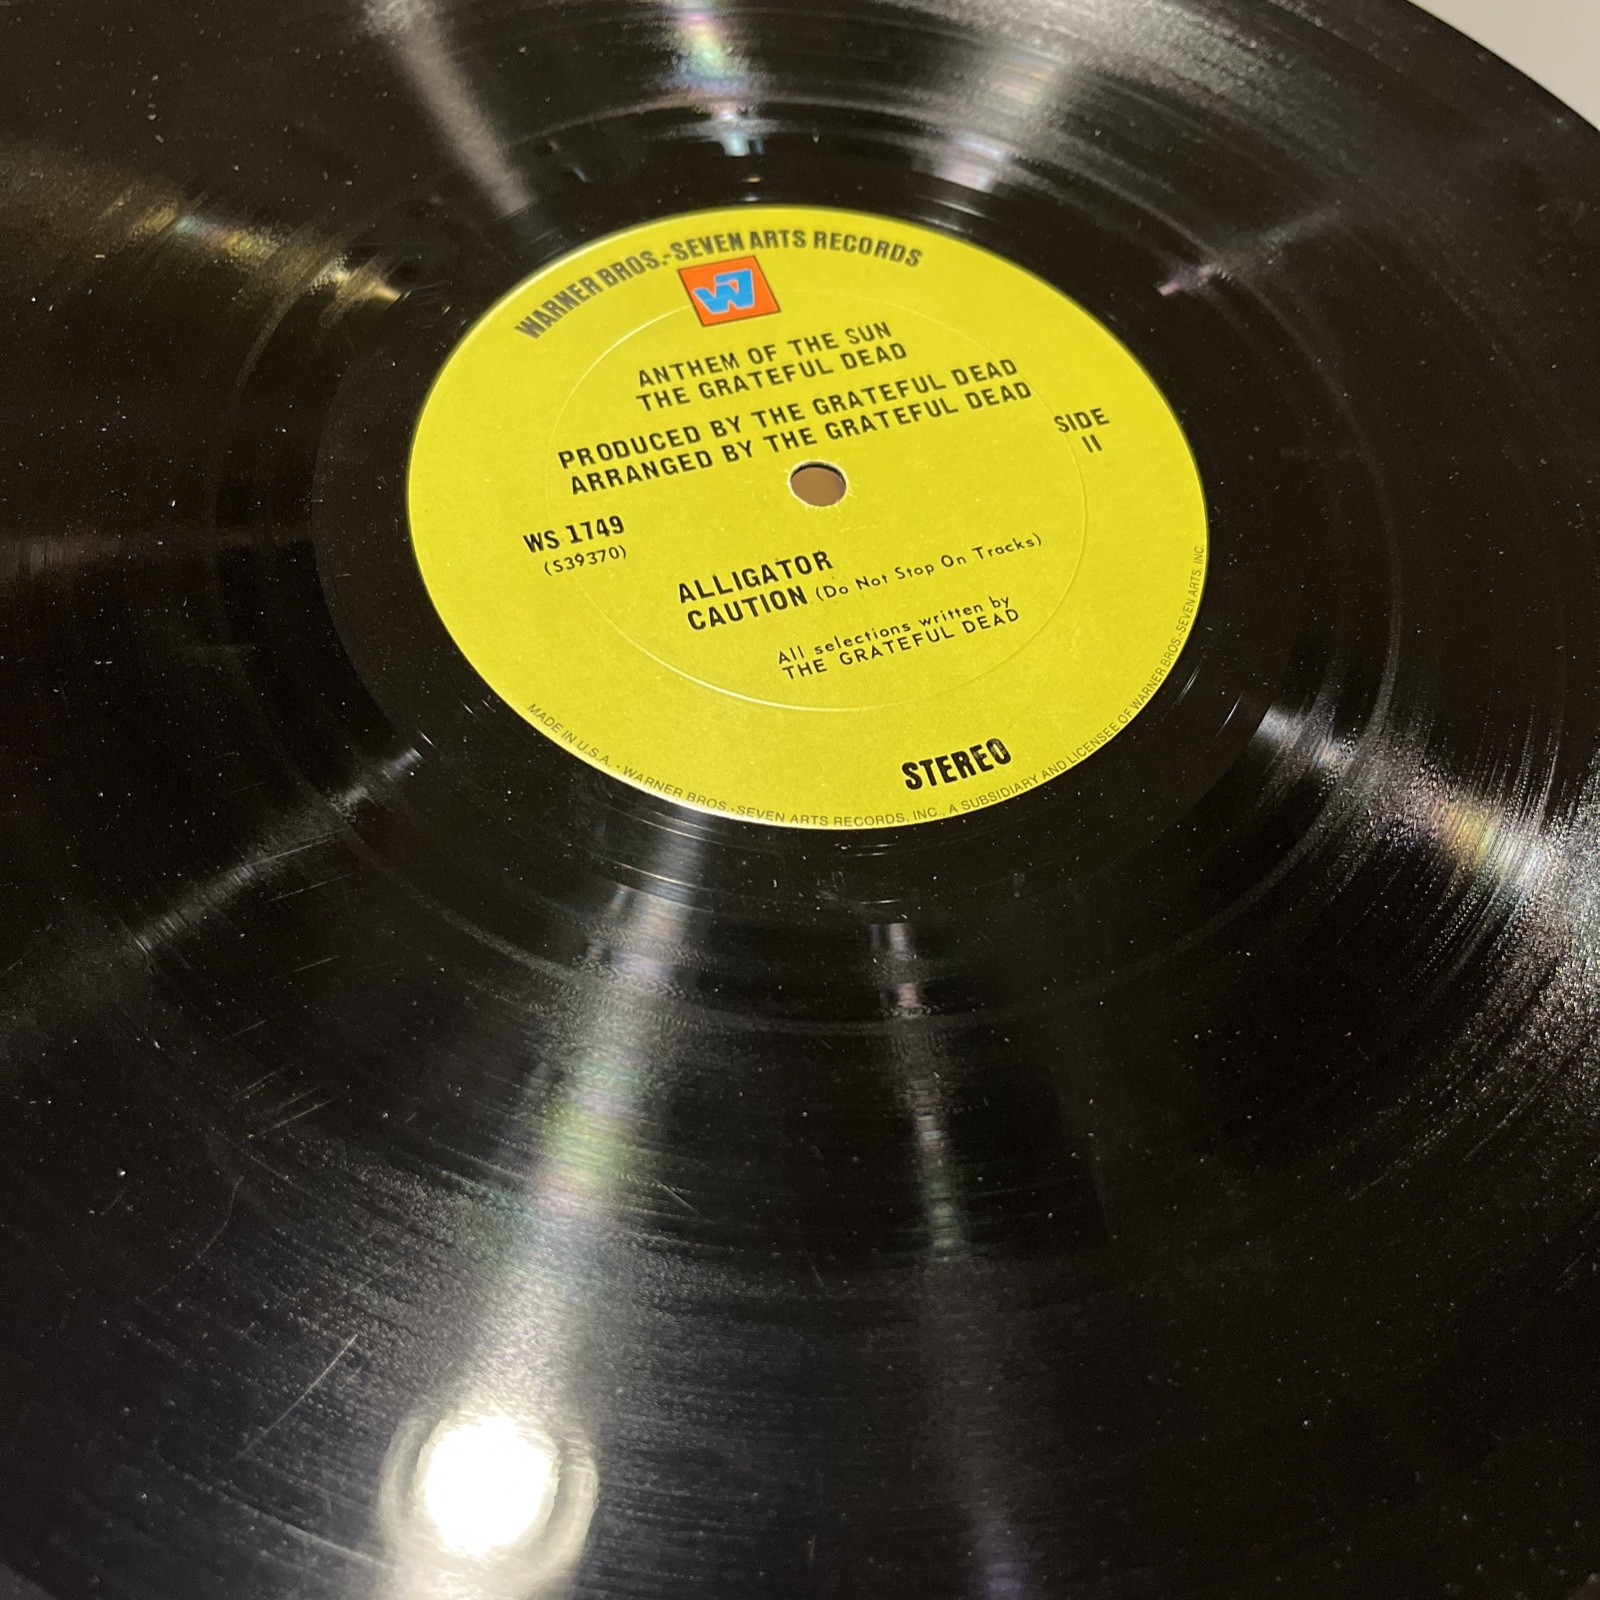 WARNER BROS.-SEVEN ARTS RECORDS
W7
ANTHEM OF THE SUN
THE GRATEFUL DEAD
PRODUCED BY THE GRATEFUL DEAD
ARRANGED BY THE GRATEFUL DEAD
SIDE
II
WS 1749
(S39370)
ALLIGATOR
CAUTION (Do Not Stop On Tracks)
All selections written by
THE GRATEFUL DEAD
STEREO
MADE IN U.S.A. • WARNER BROS.-SEVEN ARTS RECORDS, INC., A SUBSIDIARY AND LICENSEE OF WARNER BROS.-SEVEN ARTS, INC.